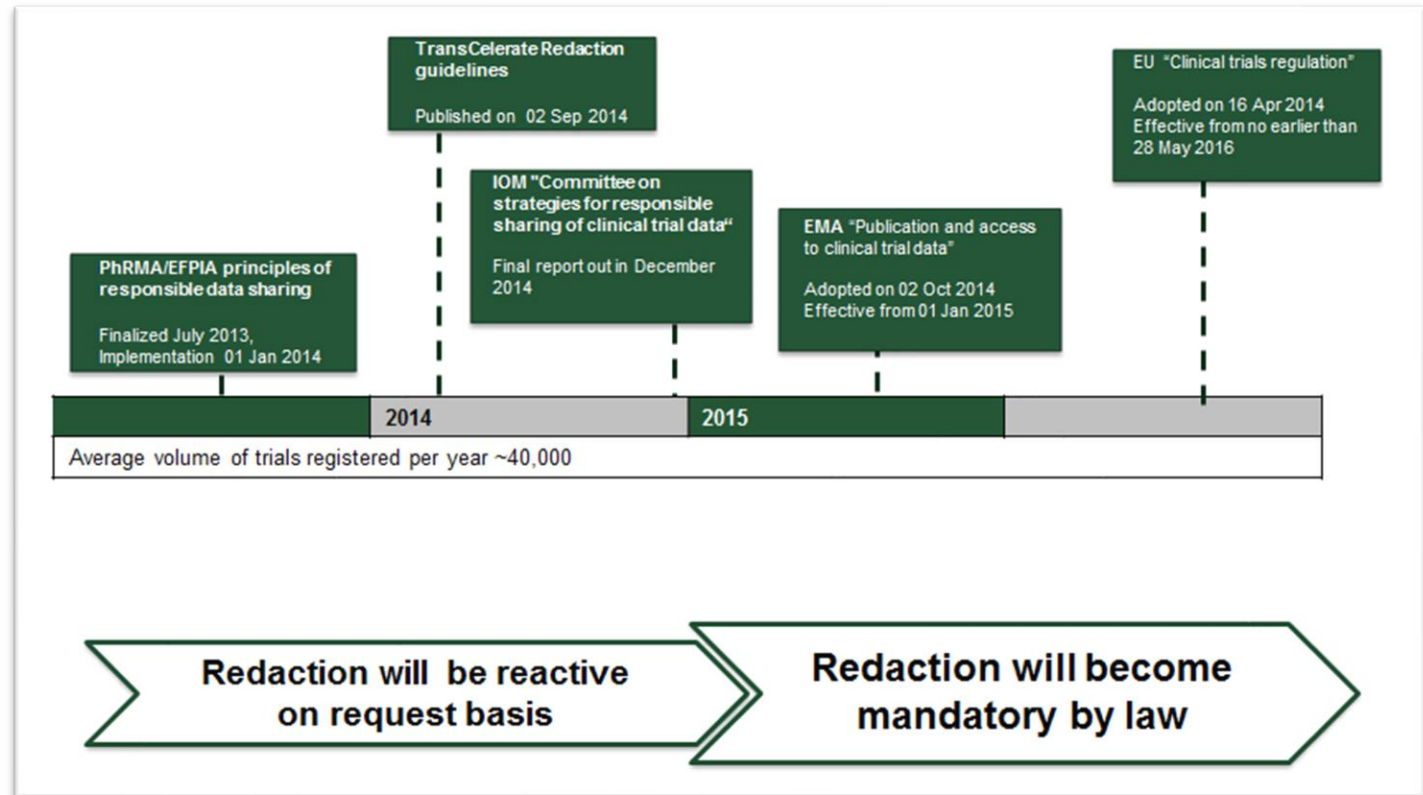 TransCelerate Redaction
guidelines
Published on 02 Sep 2014
EU "Clinical trials regulation"
Adopted on 16 Apr 2014
Effective from no earlier than
28 May 2016
IOM "Committee on
strategies for responsible
sharing of clinical trial data“
Final report out in December
2014
EMA “Publication and access
to clinical trial data”
Adopted on 02 Oct 2014
Effective from 01 Jan 2015
PhRMA/EFPIA principles of
responsible data sharing
Finalized July 2013,
Implementation 01 Jan 2014
2014
2015
Average volume of trials registered per year ~40,000
Redaction will be reactive
on request basis
Redaction will become
mandatory by law